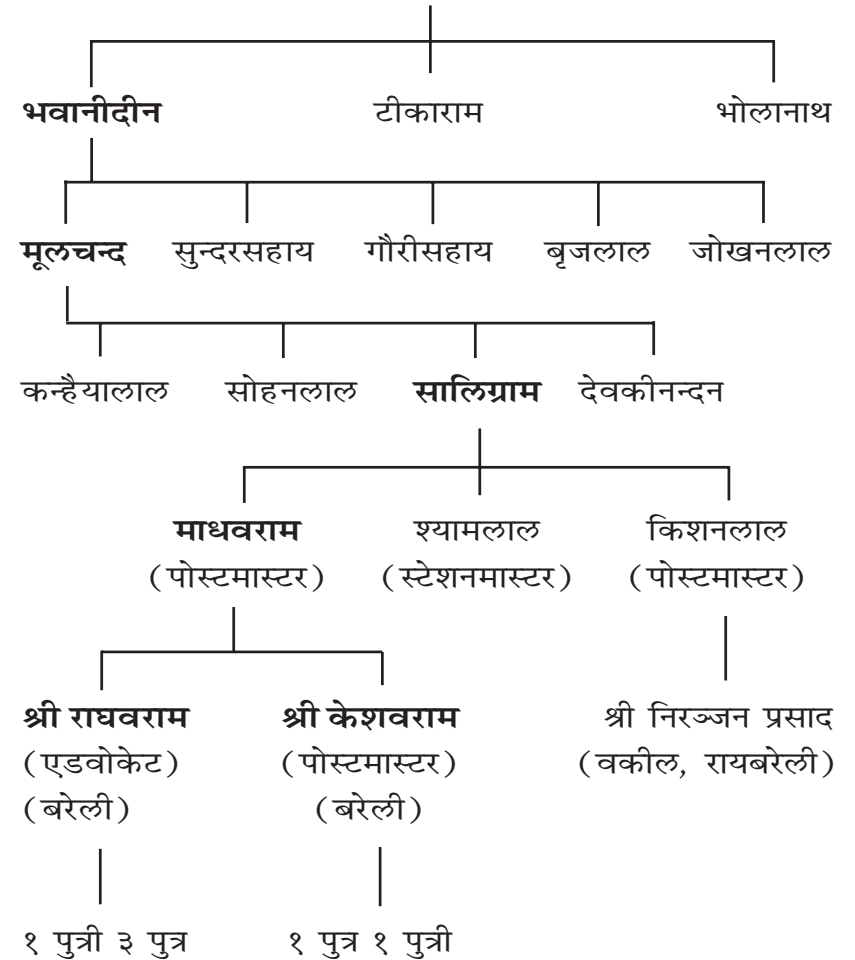 भवानीदीन टीकाराम भोलानाथ
मूलचन्द सुन्दरसहाय गौरीसहाय बृजलाल जोखनलाल
कन्हैयालाल सोहनलाल सालिग्राम देवकीनन्दन
माधवराम श्यामलाल किशनलाल
(पोस्टमास्टर) (स्टेशनमास्टर) (पोस्टमास्टर)
श्री राघवराम श्री केशवराम श्री निरञ्जन प्रसाद
(एडवोकेट) (पोस्टमास्टर) (वकील, रायबरेली)
(बरेली) (बरेली)
१ पुत्री ३ पुत्र १ पुत्र १ पुत्री